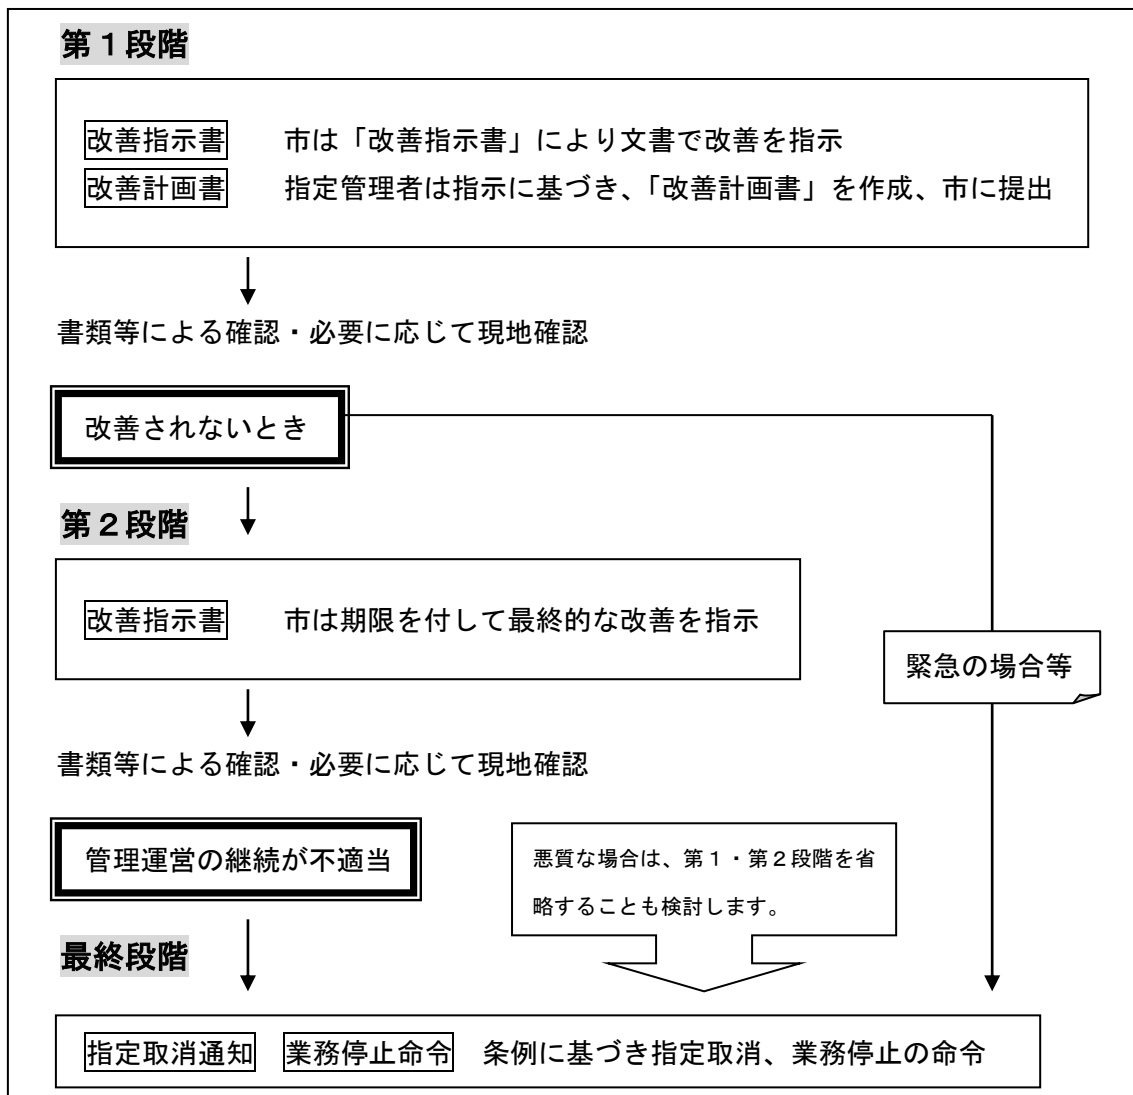 第１段階
改善指示書　市は「改善指示書」により文書で改善を指示
改善計画書　指定管理者は指示に基づき、「改善計画書」を作成、市に提出
書類等による確認・必要に応じて現地確認
改善されないとき
第２段階
改善指示書　市は期限を付して最終的な改善を指示
緊急の場合等
書類等による確認・必要に応じて現地確認
管理運営の継続が不適当
悪質な場合は、第１・第２段階を省
略することも検討します。
最終段階
指定取消通知　業務停止命令　条例に基づき指定取消、業務停止の命令